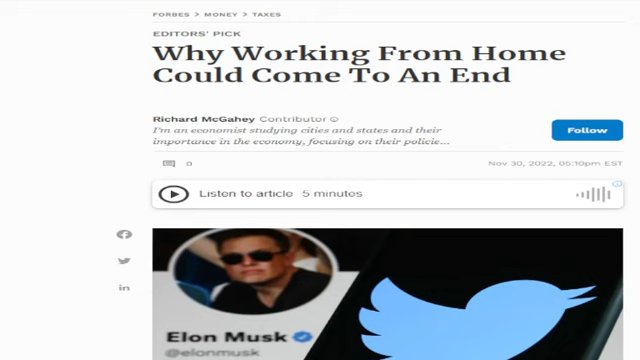 FORBES > MONEY > TAXES
EDITORS' PICK
Why Working From Home
Could Come To An End
Richard McGahey Contributor
I'm an economist studying cities and states and their
importance in the economy, focusing on their policie...
Follow
0
Nov 30, 2022, 05:10pm EST
Listen to article 5 minutes
in
Elon Musk
@elonmusk